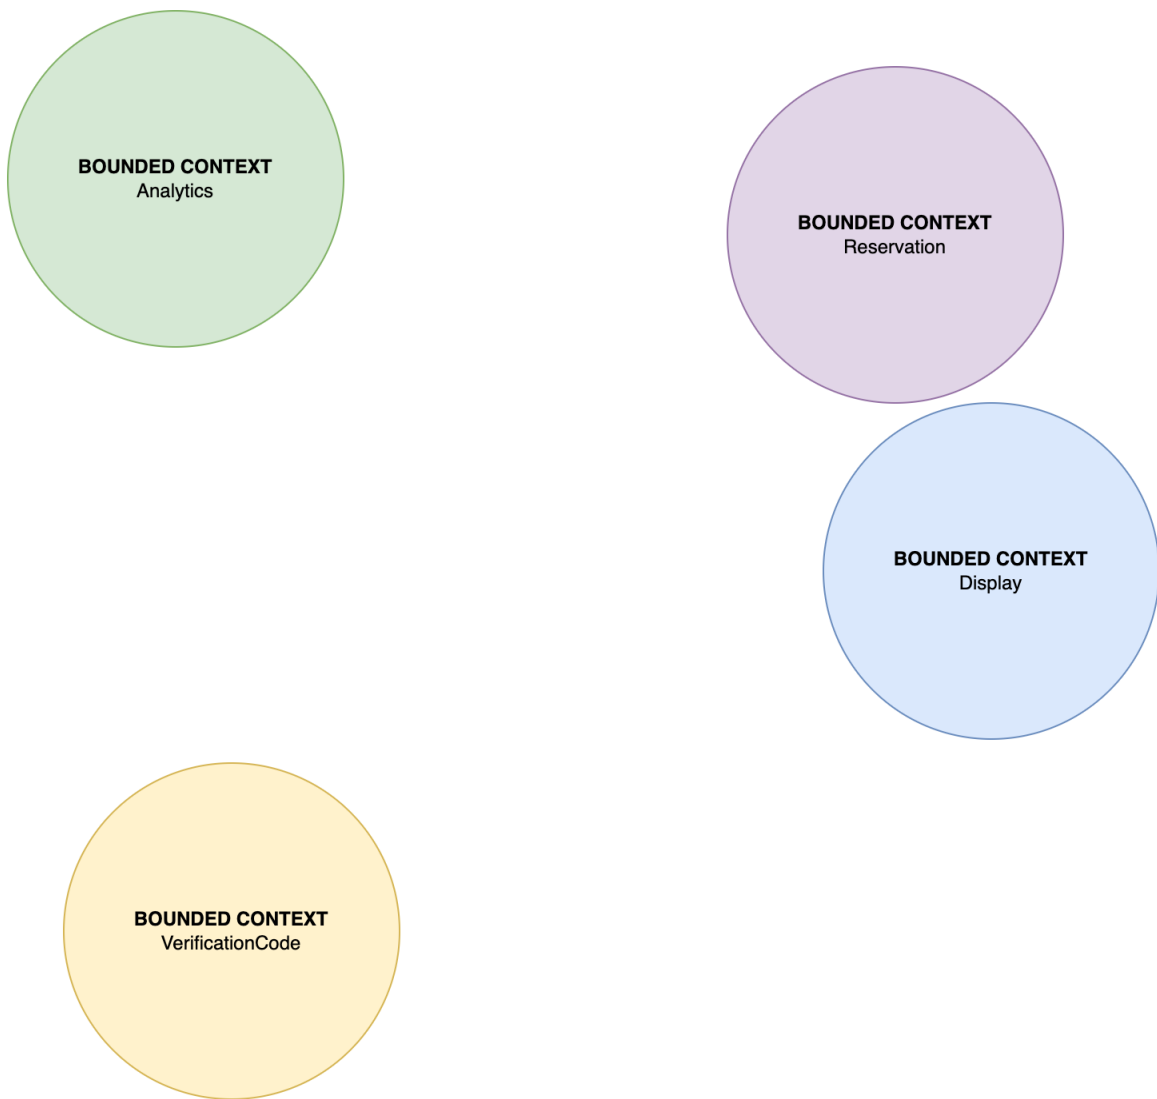 BOUNDED CONTEXT
Analytics
BOUNDED CONTEXT
Reservation
BOUNDED CONTEXT
Display
BOUNDED CONTEXT
VerificationCode